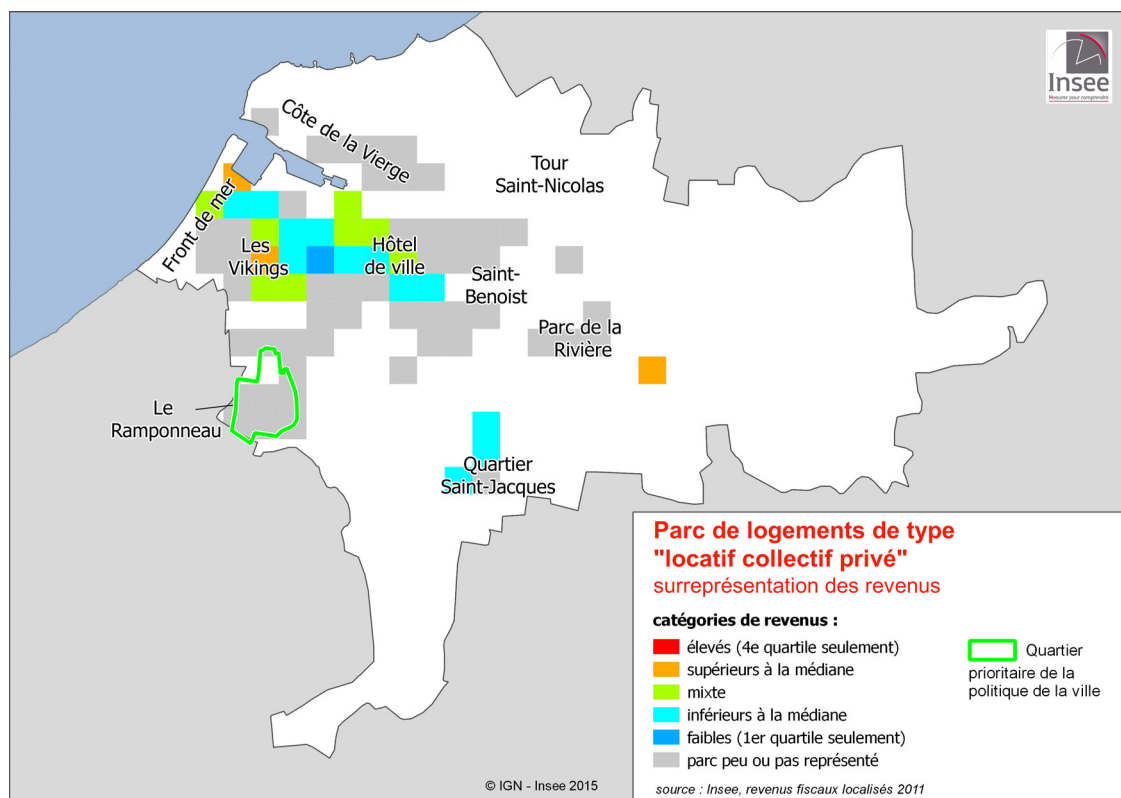 Insee
Mesurer pour comprendre
Côte de la Vierge
Tour
Saint-Nicolas
Front de mer
Les
Vikings
Hôtel
de ville
Saint-
Benoist
Parc de la
Rivière
Le
Ramponneau
Quartier
Saint-Jacques
Parc de logements de type
"locatif collectif privé"
surreprésentation des revenus
catégories de revenus :
élevés (4e quartile seulement)
supérieurs à la médiane
mixte
inférieurs à la médiane
faibles (1er quartile seulement)
parc peu ou pas représenté
Quartier
prioritaire de la
politique de la ville
© IGN - Insee 2015
source : Insee, revenus fiscaux localisés 2011